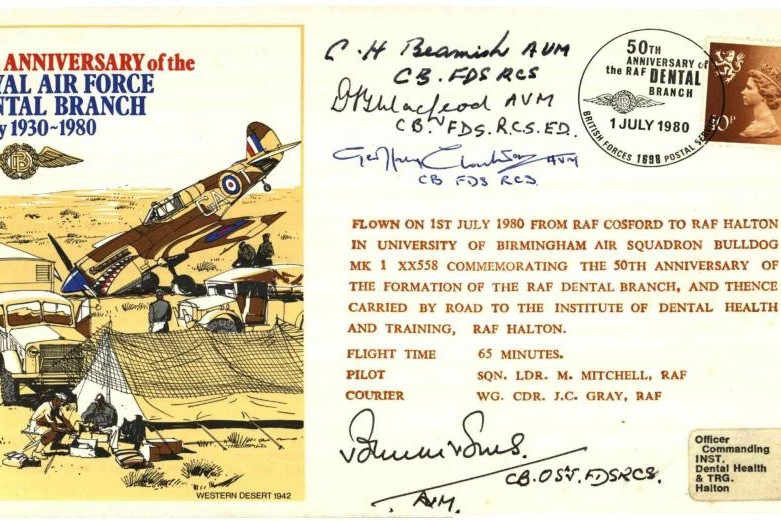 ANNIVERSARY of the
YAL AIR FORCE
NTAL BRANCH
y 1930~1980
GA
WESTERN DESERT 1942
C. H Beamish AVM
CB. FDS RCS
Macleod AVM
CB. FDS. R.C.S. ED.
Geoffrey AVM
CB FDS RCS.
50TH
ANNIVERSARY of
the RAF DENTAL
BRANCH
1 JULY 1980
BRITISH FORCES 1698 POSTAL SE
0P
FLOWN ON 1ST JULY 1980 FROM RAF COSFORD TO RAF HALTON
IN UNIVERSITY OF BIRMINGHAM AIR SQUADRON BULLDOG
MK 1 XX558 COMMEMORATING THE 50TH ANNIVERSARY OF
THE FORMATION OF THE RAF DENTAL BRANCH, AND THENCE
CARRIED BY ROAD TO THE INSTITUTE OF DENTAL HEALTH
AND TRAINING, RAF HALTON.
FLIGHT TIME 65 MINUTES.
PILOT SQN. LDR. M. MITCHELL, RAF
COURIER WG. CDR. J.C. GRAY, RAF
CB. OStJ. FDSRCS.
AVM.
Officer
Commanding
INST.
Dental Health
& TRG.
Halton